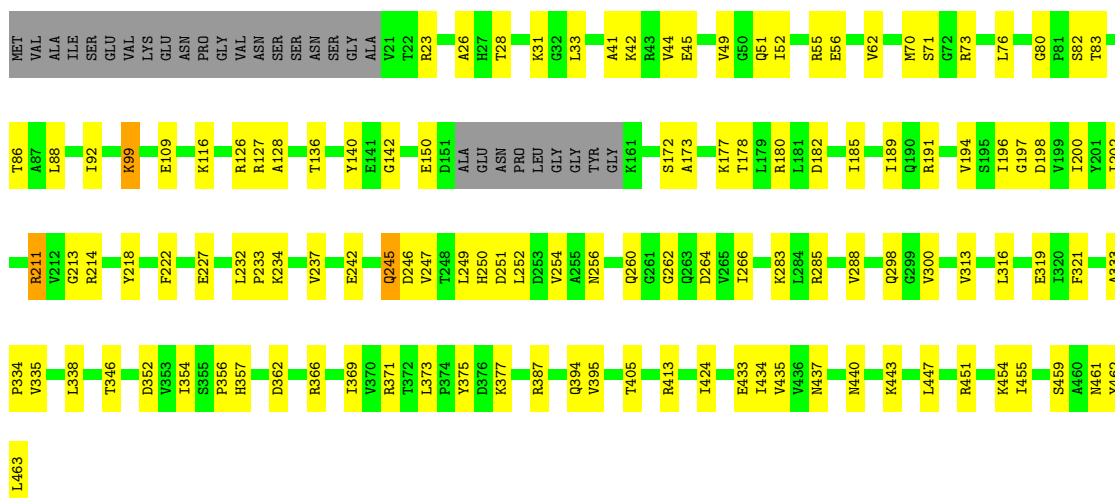 MET VAL ALA ILE SER GLU VAL LYS GLU ASN PRO GLY VAL ASN SER SER ASN SER GLY ALA V21 T22 R23 A26 H27 T28 K31 G32 L33 A41 K42 R43 V44 E45 V49 G50 Q51 I52 R55 E56 V62 M70 S71 G72 R73 L76 G80 P81 S82 T83
T86 A87 L88 I92 K99 E109 K116 R126 R127 A128 T136 Y140 E141 G142 E150 D151 ALA GLU ASN PRO LEU GLY GLY TYR GLY K161 S172 A173 K177 T178 L179 R180 L181 D182 I185 I189 Q190 R191 V194 S195 I196 G197 D198 V199 I200 Y201
R211 V212 G213 R214 Y218 F222 E227 L232 P233 K234 V237 E242 Q245 D246 V247 T248 L249 H250 D251 L252 D253 V254 A255 N256 Q260 G261 G262 Q263 D264 V265 I266 K283 L284 R285 V288 Q298 G299 V300 V313 L316 E319 I320 F321 A333
P334 V335 L338 T346 D352 V353 I354 S355 P356 H357 D362 R366 I369 V370 R371 T372 L373 P374 Y375 D376 K377 R387 Q394 V395 T405 R413 I424 E433 I434 V435 V436 N437 N440 K443 L447 R451 K454 I455 S459 A460 N461
L463